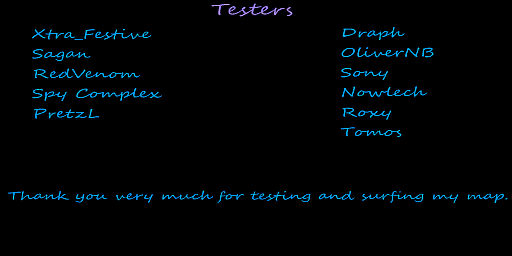 Testers
Xtra_Festive
Sagan
RedVenom
Spy Complex
PretzL
Draph
OliverNB
Sony
Nowlech
Roxy
Tomos
Thank you very much for testing and surfing my map.